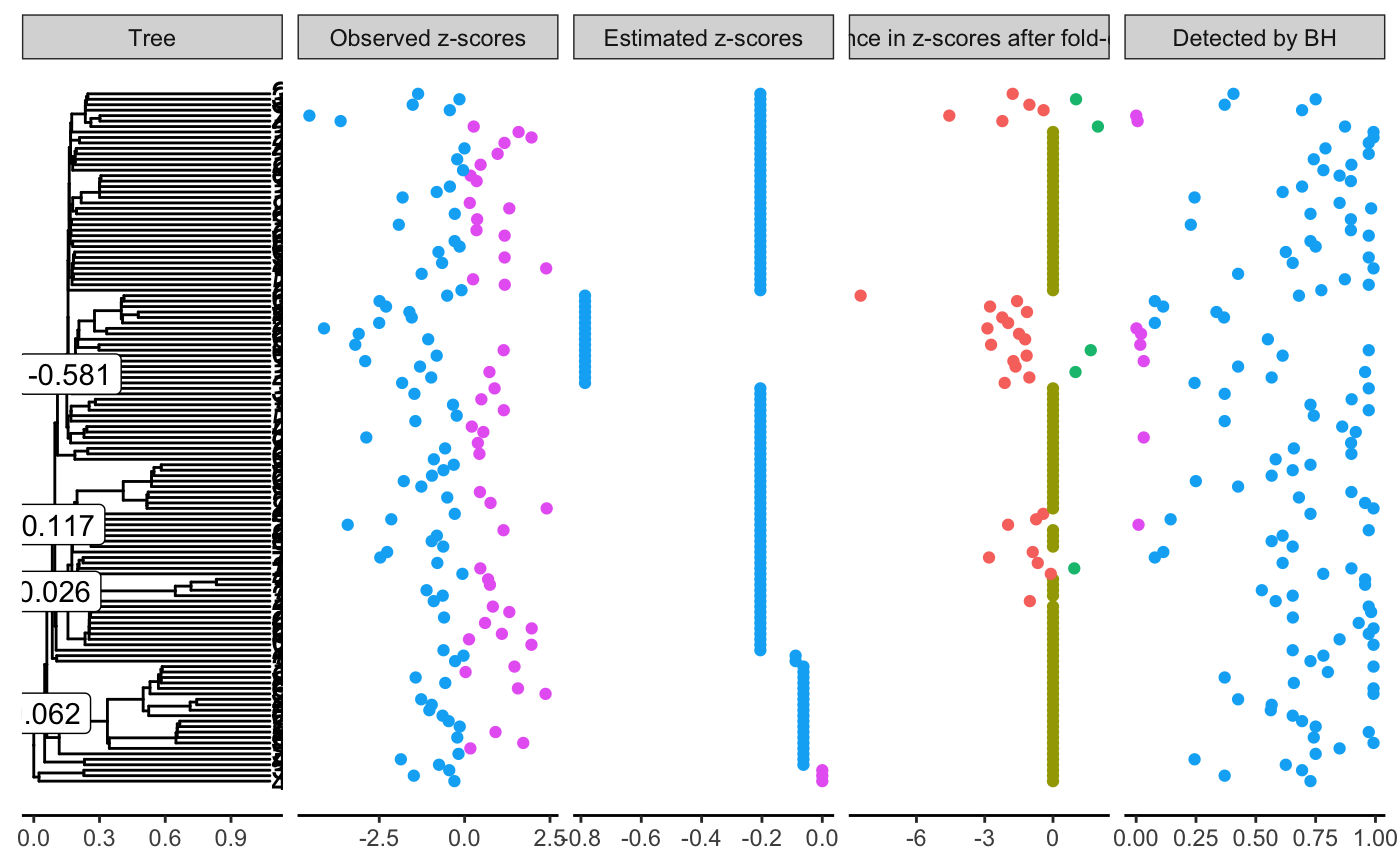 Tree
Observed z-scores
Estimated z-scores
nce in z-scores after fold-
Detected by BH
-0.581
0.117
0.026
.062
0.0 0.3 0.6 0.9
-2.5 0.0 2.5
-0.8 -0.6 -0.4 -0.2 0.0
-6 -3 0
0.00 0.25 0.50 0.75 1.00